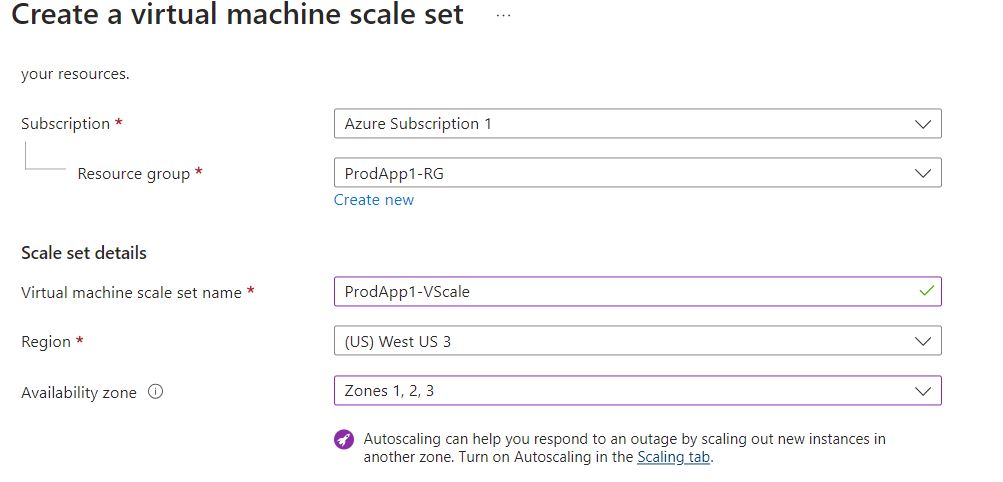 Create a virtual machine scale set ...
your resources.
Subscription *
Azure Subscription 1
Resource group *
ProdApp1-RG
Create new
Scale set details
Virtual machine scale set name *
ProdApp1-VScale
Region *
(US) West US 3
Availability zone
Zones 1, 2, 3
Autoscaling can help you respond to an outage by scaling out new instances in
another zone. Turn on Autoscaling in the Scaling tab.